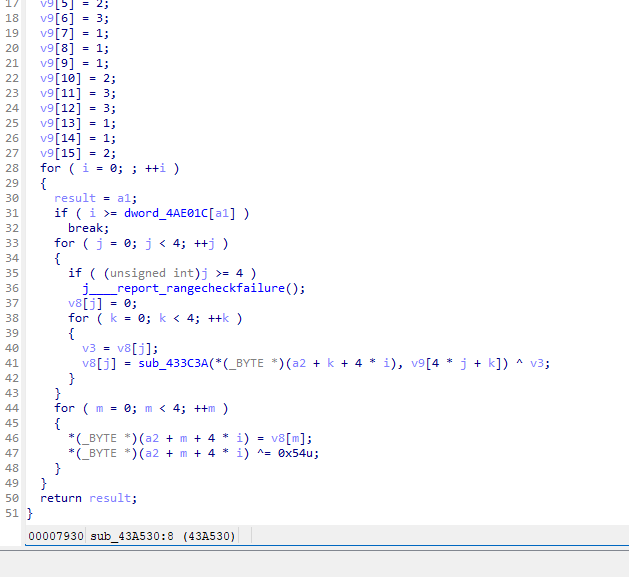 17 v9[5] = 2;
18 v9[6] = 3;
19 v9[7] = 1;
20 v9[8] = 1;
21 v9[9] = 1;
22 v9[10] = 2;
23 v9[11] = 3;
24 v9[12] = 3;
25 v9[13] = 1;
26 v9[14] = 1;
27 v9[15] = 2;
28 for ( i = 0; ; ++i )
29 {
30 result = a1;
31 if ( i >= dword_4AE01C[a1] )
32 break;
33 for ( j = 0; j < 4; ++j )
34 {
35 if ( (unsigned int)j >= 4 )
36 j____report_rangecheckfailure();
37 v8[j] = 0;
38 for ( k = 0; k < 4; ++k )
39 {
40 v3 = v8[j];
41 v8[j] = sub_433C3A(*(_BYTE *)(a2 + k + 4 * i), v9[4 * j + k]) ^ v3;
42 }
43 }
44 for ( m = 0; m < 4; ++m )
45 {
46 *(_BYTE *)(a2 + m + 4 * i) = v8[m];
47 *(_BYTE *)(a2 + m + 4 * i) ^= 0x54u;
48 }
49 }
50 return result;
51 }
00007930 sub_43A530:8 (43A530)